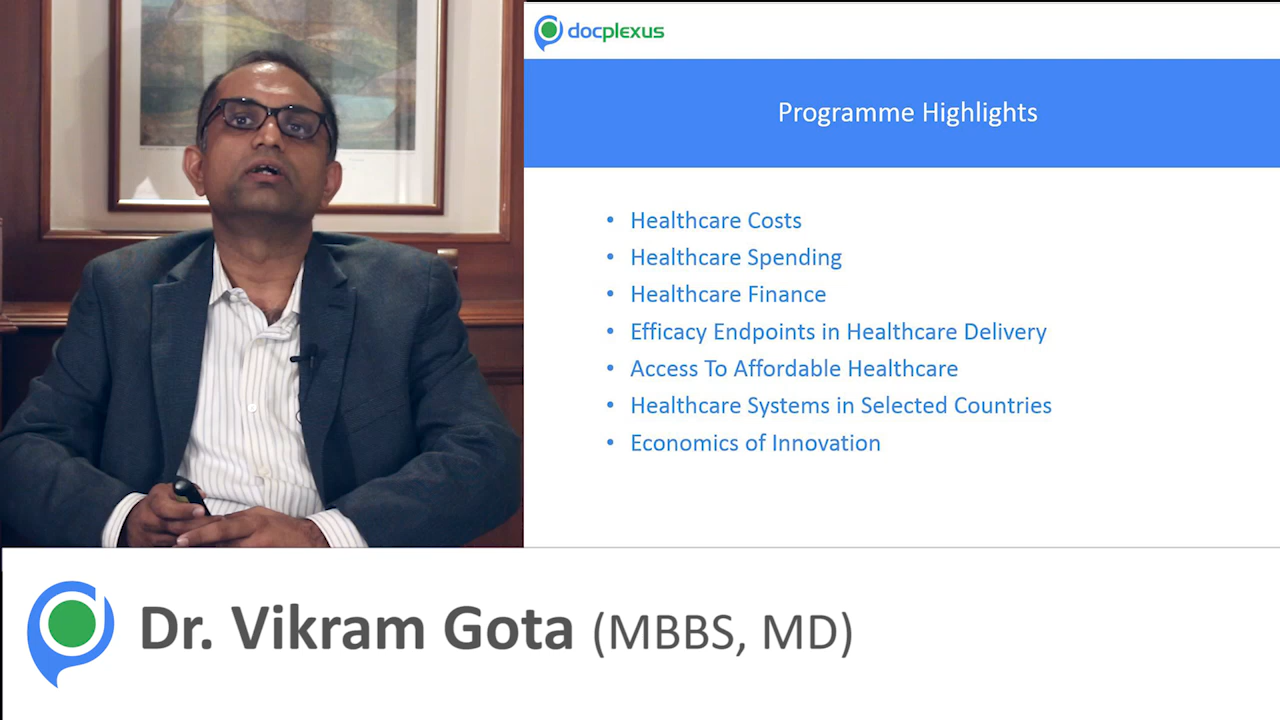 docplexus
Programme Highlights
• Healthcare Costs
• Healthcare Spending
• Healthcare Finance
• Efficacy Endpoints in Healthcare Delivery
• Access To Affordable Healthcare
• Healthcare Systems in Selected Countries
• Economics of Innovation
Dr. Vikram Gota (MBBS, MD)